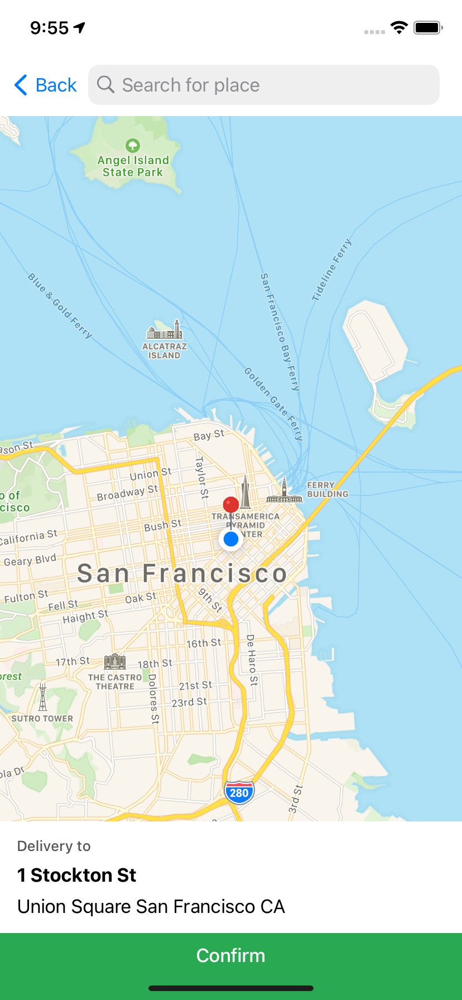 9:55
Back
Search for place
Angel Island
State Park
Blue & Gold Ferry
San Francisco Bay Ferry
Tideline Ferry
ALCATRAZ
ISLAND
Golden Gate Ferry
Bay St
ason St
Taylor St
Union St
Broadway St
FERRY
BUILDING
o of
cisco
TRANSAMERICA
PYRAMID
NTER
Bush St
California St
Geary Blvd
San Francisco
Fulton St
Fell St
Oak St
9th St
Haight St
16th St
De Haro St
17th St
18th St
THE CASTRO
THEATRE
orest
Dolores St
21st St
23rd St
SUTRO TOWER
ola Dr
280
3rd St
Delivery to
1 Stockton St
Union Square San Francisco CA
Confirm